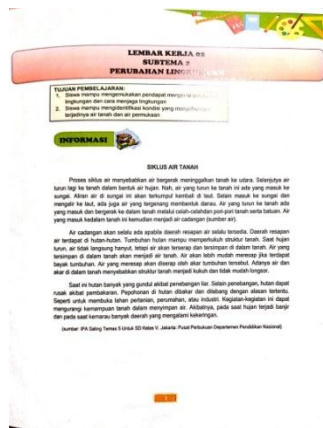 LEMBAR KERJA 02
SUBTEMA 2
PERUBAHAN LINGKUNGAN
TUJUAN PEMBELAJARAN:
1. Siswa mampu mengemukakan pendapat
lingkungan dan cara menjaga lingkungan
2. Siswa mampu mengidentifikasi kondisi yang
terjadinya air tanah dan air permukaan
INFORMASI
SIKLUS AIR TANAH
Proses siklus air menyebabkan air bergerak meninggalkan tanah ke udara. Selanjutnya air
turun lagi ke tanah dalam bentuk air hujan. Nah, air yang turun ke tanah ini ada yang masuk ke
sungai. Aliran air di sungai ini akan terkumpul kembali di laut. Selain masuk ke sungai dan
mengalir ke laut, ada juga air yang tergenang membentuk danau. Air yang turun ke tanah ada
yang masuk dan bergerak ke dalam tanah melalui celah-celah dan pori-pori tanah serta batuan. Air
yang masuk kedalam tanah ini kemudian menjadi air cadangan (sumber air).
Air cadangan akan selalu ada apabila daerah resapan air selalu tersedia. Daerah resapan
air terdapat di hutan-hutan. Tumbuhan hutan mampu memperkukuh struktur tanah. Saat hujan
turun, air tidak langsung hanyut, tetapi air akan terserap dan tersimpan di dalam tanah. Air yang
tersimpan di dalam tanah akan menjadi air tanah. Air akan lebih mudah meresap jika terdapat
bayak tumbuhan. Air yang meresap akan diserap oleh akar tumbuhan tersebut. Adanya air dan
akar di dalam tanah menyebabkan struktur tanah menjadi kukuh dan tidak mudah longsor.
Saat ini hutan banyak yang gundul akibat penebangan liar. Selain penebangan, hutan dapat
rusak akibat pembakaran. Pepohonan di hutan dibakar dan ditebang dengan alasan tertentu.
Seperti untuk membuka lahan pertanian, perumahan, atau industri. Kegiatan-kegiatan ini dapat
mengurangi kemampuan tanah dalam menyimpan air. Akibatnya, pada saat hujan terjadi banjir
dan pada saat kemarau banyak daerah yang mengalami kekeringan.
(sumber: IPA Saling Temas 5 Untuk SD Kelas V, Jakarta: Pusat Perbukuan Departemen Pendidikan Nasional)